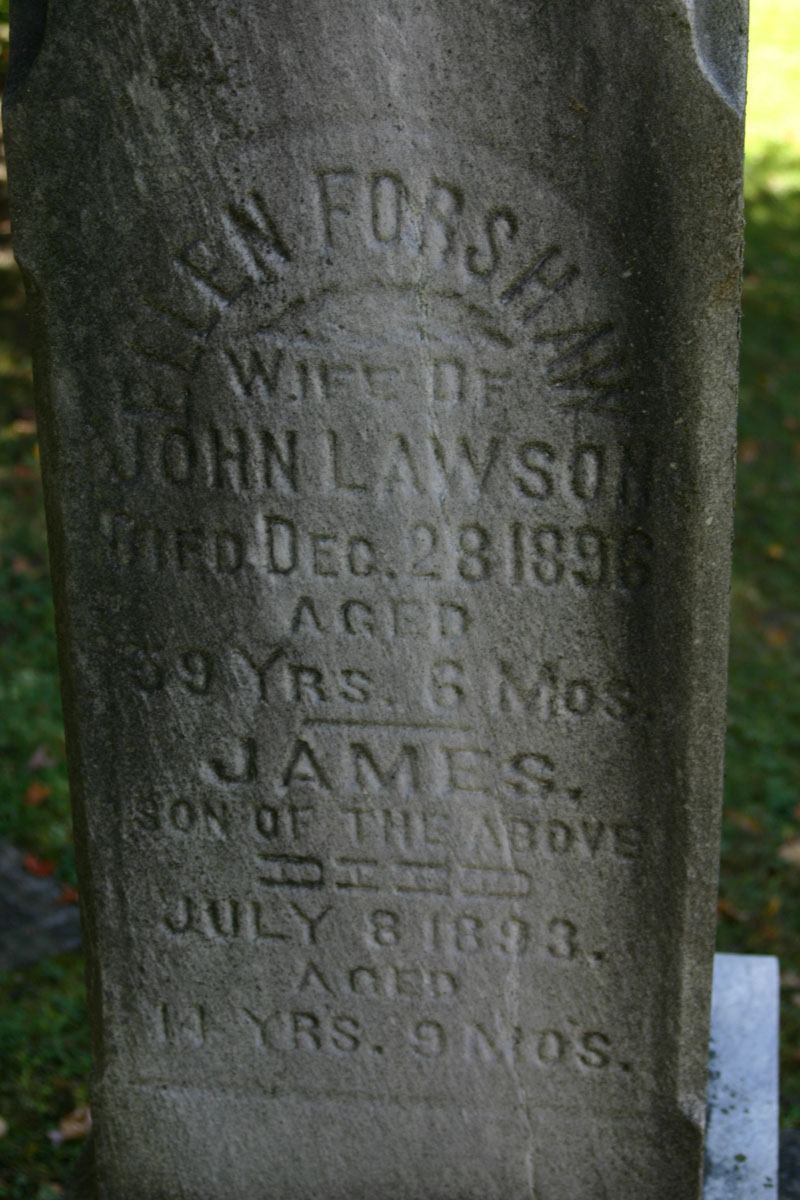 ELLEN FORSHAW
WIFE OF
JOHN LAWSON
DIED DEC. 28 1896
AGED
59 YRS. 6 MOS.
JAMES.
SON OF THE ABOVE
DIED
JULY 8 1893.
AGED
11 YRS. 9 MOS.